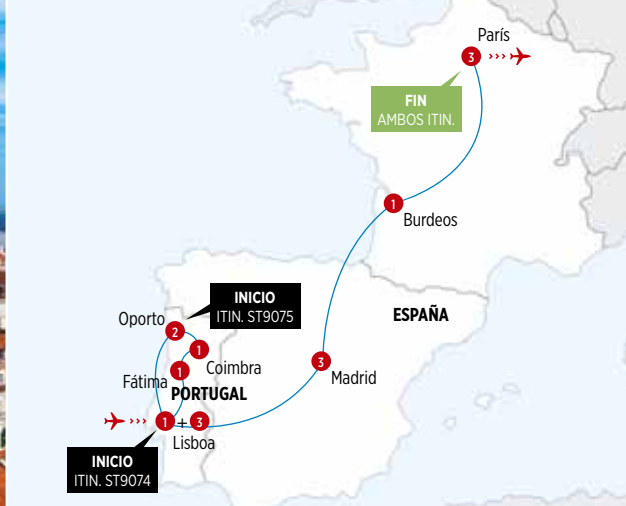 París
3
FIN
AMBOS ITIN.
1
Burdeos
INICIO
ITIN. ST9075
ESPAÑA
Oporto
2
1
Coimbra
Fátima
1
3
Madrid
PORTUGAL
1 + 3
Lisboa
INICIO
ITIN. ST9074